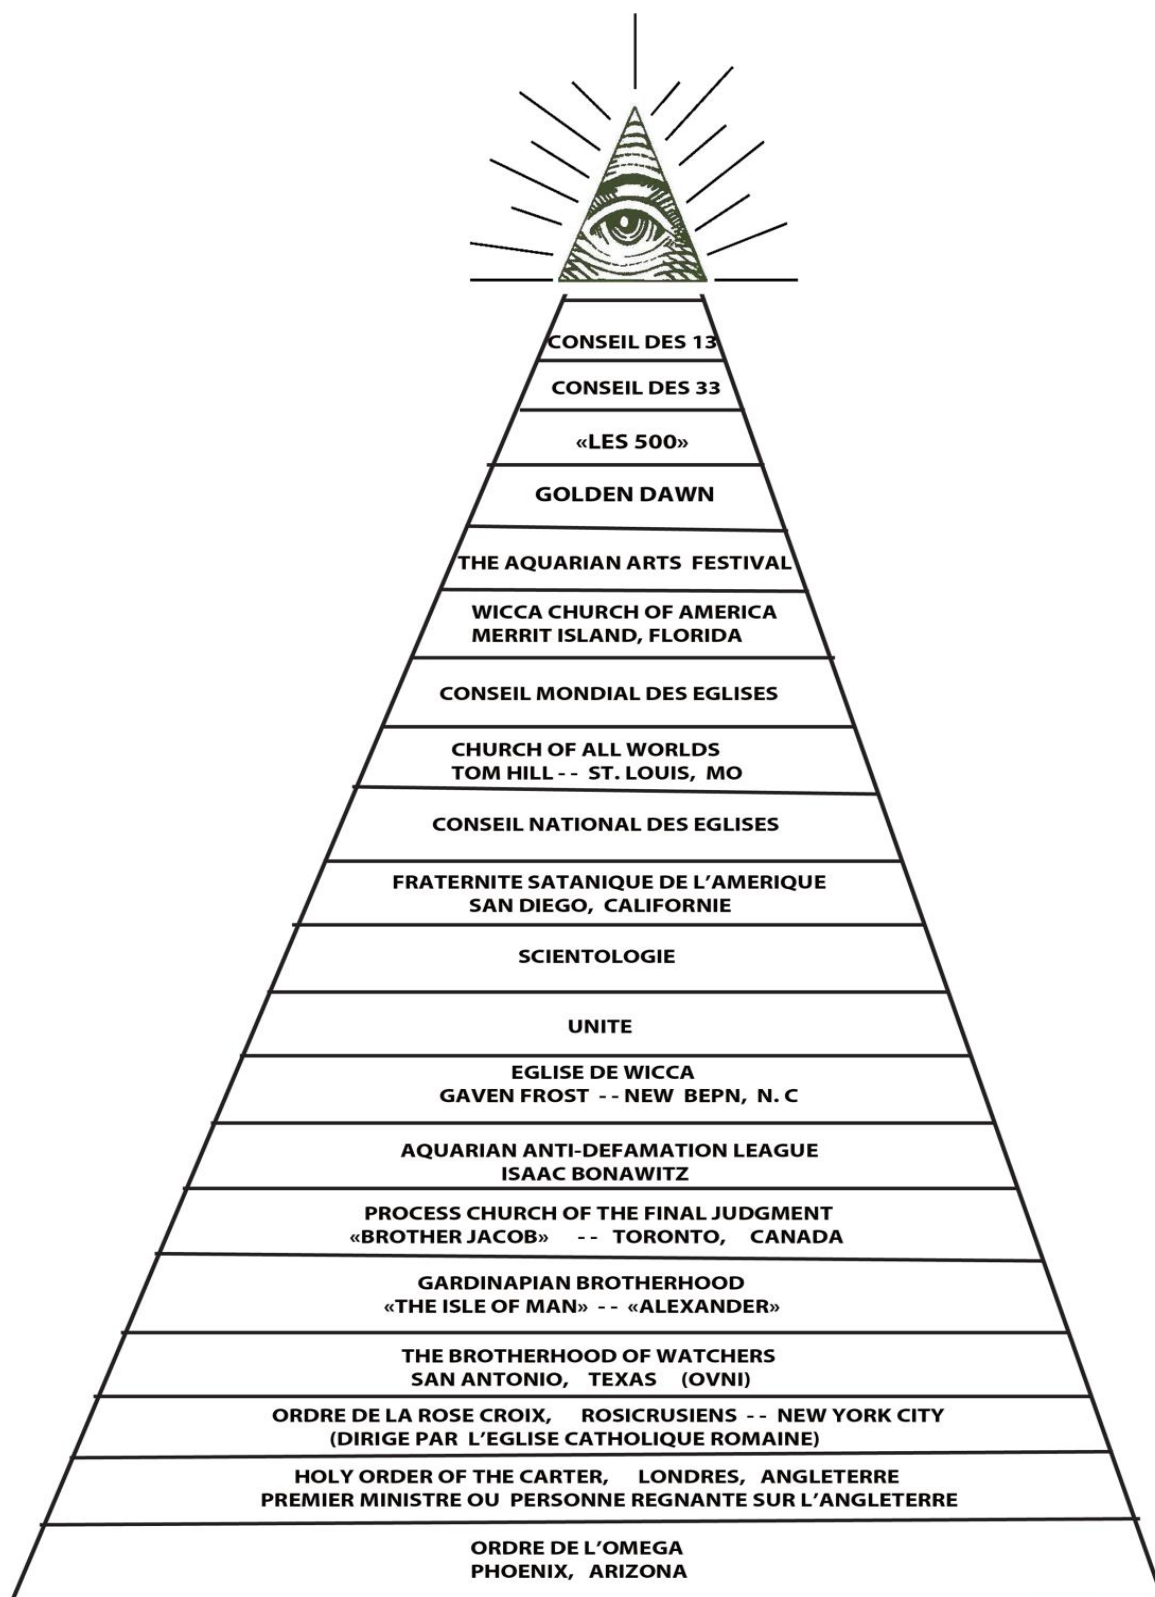 CONSEIL DES 13
CONSEIL DES 33
«LES 500»
GOLDEN DAWN
THE AQUARIAN ARTS FESTIVAL
WICCA CHURCH OF AMERICA
MERRIT ISLAND, FLORIDA
CONSEIL MONDIAL DES EGLISES
CHURCH OF ALL WORLDS
TOM HILL - - ST. LOUIS, MO
CONSEIL NATIONAL DES EGLISES
FRATERNITE SATANIQUE DE L'AMERIQUE
SAN DIEGO, CALIFORNIE
SCIENTOLOGIE
UNITE
EGLISE DE WICCA
GAVEN FROST - - NEW BEPN, N. C
AQUARIAN ANTI-DEFAMATION LEAGUE
ISAAC BONAWITZ
PROCESS CHURCH OF THE FINAL JUDGMENT
«BROTHER JACOB» - - TORONTO, CANADA
GARDINAPIAN BROTHERHOOD
«THE ISLE OF MAN» - - «ALEXANDER»
THE BROTHERHOOD OF WATCHERS
SAN ANTONIO, TEXAS (OVNI)
ORDRE DE LA ROSE CROIX, ROSICRUSIENS - - NEW YORK CITY
(DIRIGE PAR L'EGLISE CATHOLIQUE ROMAINE)
HOLY ORDER OF THE CARTER, LONDRES, ANGLETERRE
PREMIER MINISTRE OU PERSONNE REGNANTE SUR L'ANGLETERRE
ORDRE DE L'OMEGA
PHOENIX, ARIZONA